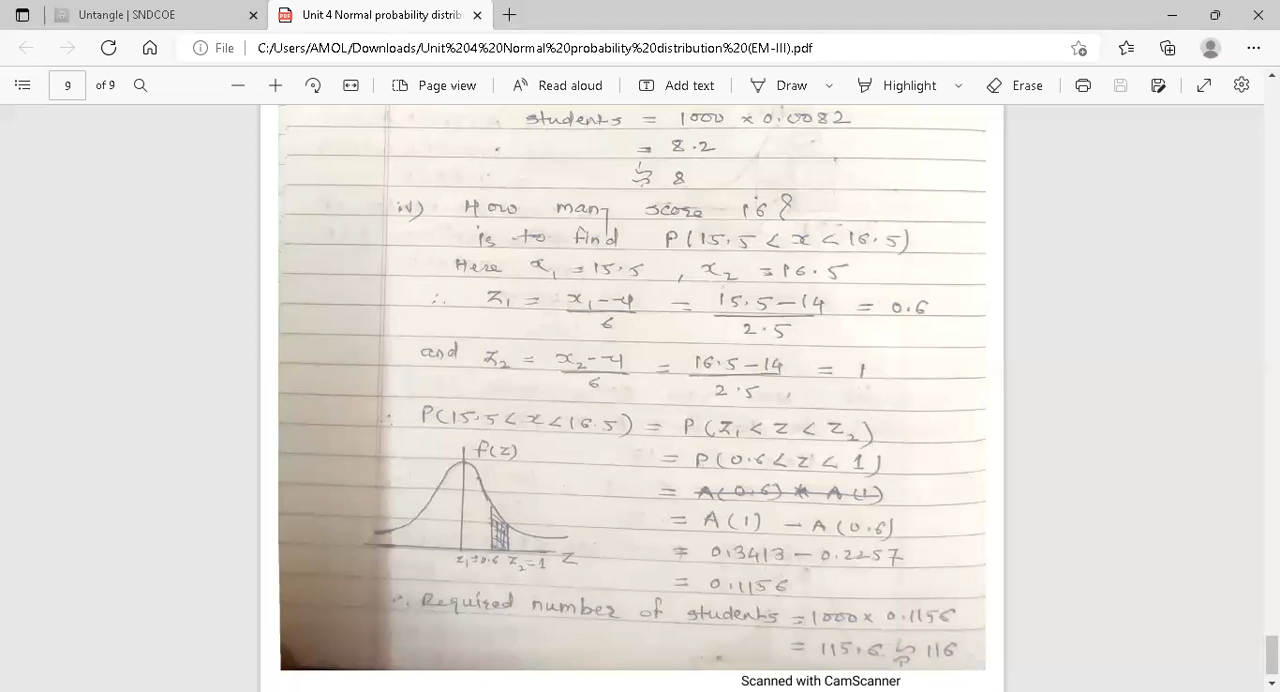 Untangle | SNDCOE
Unit 4 Normal probability distrib
File C:/Users/AMOL/Downloads/Unit%204%20Normal%20probability%20distribution%20(EM-III).pdf
9 of 9 Page view Read aloud Add text Draw Highlight Erase
students = 1000 × 0.0082
= 8.2
≈ 8
iv) How many score 16?
is to find P(15.5 < x < 16.5)
Here x₁ = 15.5 , x₂ = 16.5
∴ z₁ = (x₁ - μ)/σ = (15.5 - 14)/2.5 = 0.6
and z₂ = (x₂ - μ)/σ = (16.5 - 14)/2.5 = 1
∴ P(15.5 < x < 16.5) = P(z₁ < z < z₂)
f(z)
= P(0.6 < z < 1)
= A(1) - A(0.6)
= 0.3413 - 0.2257
z₁=0.6 z₂=1 z
= 0.1156
∴ Required number of students = 1000 × 0.1156
= 115.6 ≈ 116
Scanned with CamScanner